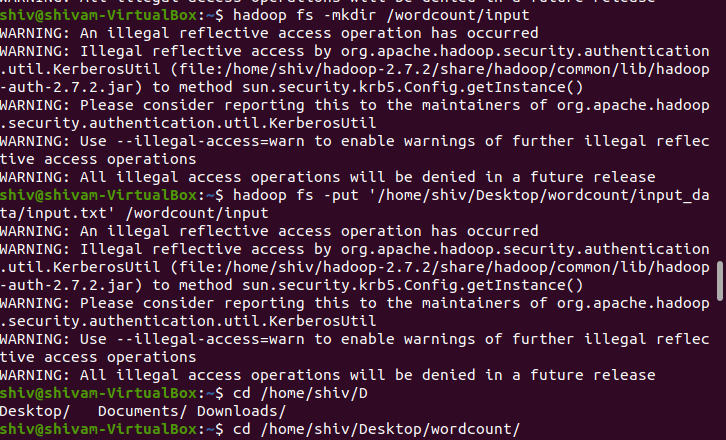 WARNING: All illegal access operations will be denied in a future release
shiv@shivam-VirtualBox:~$ hadoop fs -mkdir /wordcount/input
WARNING: An illegal reflective access operation has occurred
WARNING: Illegal reflective access by org.apache.hadoop.security.authentication
.util.KerberosUtil (file:/home/shiv/hadoop-2.7.2/share/hadoop/common/lib/hadoop
-auth-2.7.2.jar) to method sun.security.krb5.Config.getInstance()
WARNING: Please consider reporting this to the maintainers of org.apache.hadoop
.security.authentication.util.KerberosUtil
WARNING: Use --illegal-access=warn to enable warnings of further illegal reflec
tive access operations
WARNING: All illegal access operations will be denied in a future release
shiv@shivam-VirtualBox:~$ hadoop fs -put '/home/shiv/Desktop/wordcount/input_da
ta/input.txt' /wordcount/input
WARNING: An illegal reflective access operation has occurred
WARNING: Illegal reflective access by org.apache.hadoop.security.authentication
.util.KerberosUtil (file:/home/shiv/hadoop-2.7.2/share/hadoop/common/lib/hadoop
-auth-2.7.2.jar) to method sun.security.krb5.Config.getInstance()
WARNING: Please consider reporting this to the maintainers of org.apache.hadoop
.security.authentication.util.KerberosUtil
WARNING: Use --illegal-access=warn to enable warnings of further illegal reflec
tive access operations
WARNING: All illegal access operations will be denied in a future release
shiv@shivam-VirtualBox:~$ cd /home/shiv/D
Desktop/   Documents/ Downloads/
shiv@shivam-VirtualBox:~$ cd /home/shiv/Desktop/wordcount/